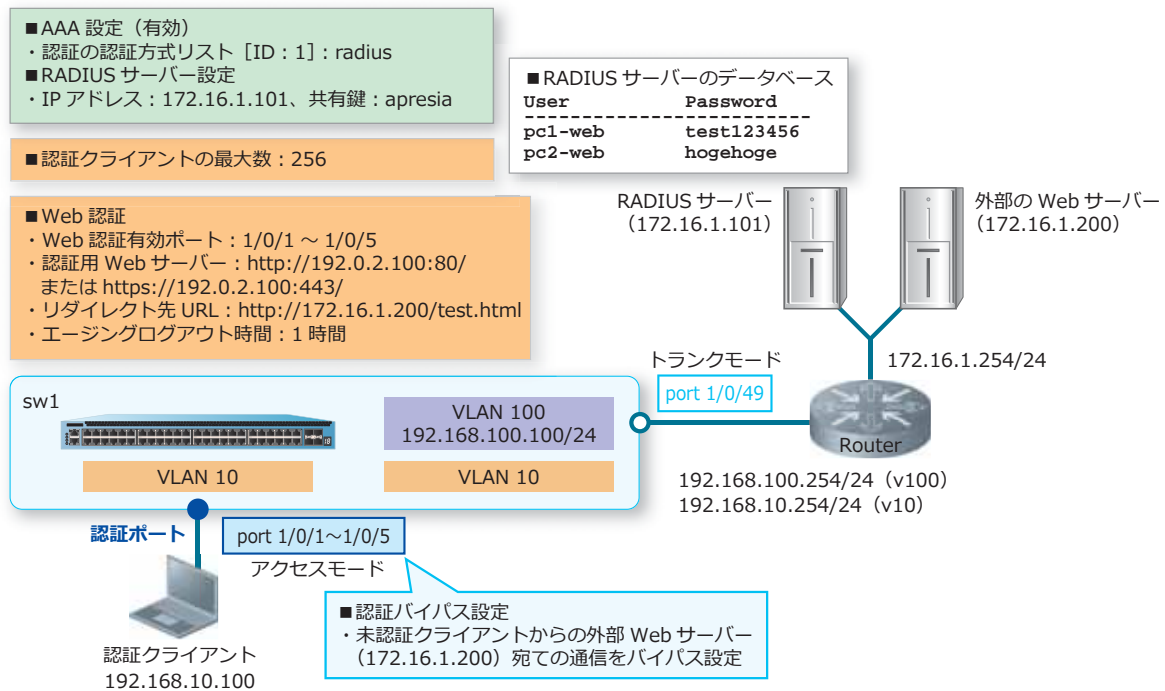 ■AAA 設定（有効）
・認証の認証方式リスト［ID：1］：radius
■RADIUS サーバー設定
・IP アドレス：172.16.1.101、共有鍵：apresia
■RADIUS サーバーのデータベース
User Password
--------------------------
pc1-web test123456
pc2-web hogehoge
■認証クライアントの最大数：256
■Web 認証
・Web 認証有効ポート：1/0/1 ～ 1/0/5
・認証用 Web サーバー：http://192.0.2.100:80/
または https://192.0.2.100:443/
・リダイレクト先 URL：http://172.16.1.200/test.html
・エージングログアウト時間：1 時間
RADIUS サーバー
（172.16.1.101）
外部の Web サーバー
（172.16.1.200）
トランクモード
172.16.1.254/24
port 1/0/49
sw1
VLAN 100
192.168.100.100/24
Router
VLAN 10
VLAN 10
192.168.100.254/24（v100）
192.168.10.254/24（v10）
認証ポート
port 1/0/1～1/0/5
アクセスモード
■認証バイパス設定
・未認証クライアントからの外部 Web サーバー
（172.16.1.200）宛ての通信をバイパス設定
認証クライアント
192.168.10.100